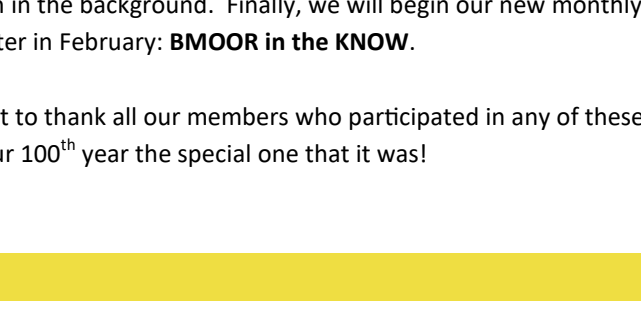 in the background. Finally, we will begin our new monthly
ter in February: BMOOR in the KNOW.
t to thank all our members who participated in any of these
ur 100th year the special one that it was!